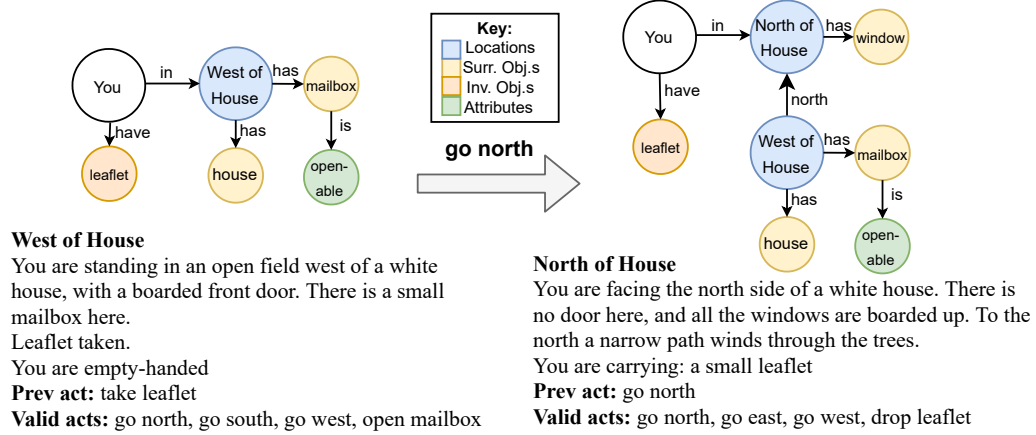 You
in
West of
House
has
mailbox
have
has
is
leaflet
house
open-
able
Key:
Locations
Surr. Obj.s
Inv. Obj.s
Attributes
go north
You
in
North of
House
has
window
have
north
leaflet
West of
House
has
mailbox
has
is
house
open-
able
West of House
You are standing in an open field west of a white
house, with a boarded front door. There is a small
mailbox here.
Leaflet taken.
You are empty-handed
Prev act: take leaflet
Valid acts: go north, go south, go west, open mailbox
North of House
You are facing the north side of a white house. There is
no door here, and all the windows are boarded up. To the
north a narrow path winds through the trees.
You are carrying: a small leaflet
Prev act: go north
Valid acts: go north, go east, go west, drop leaflet